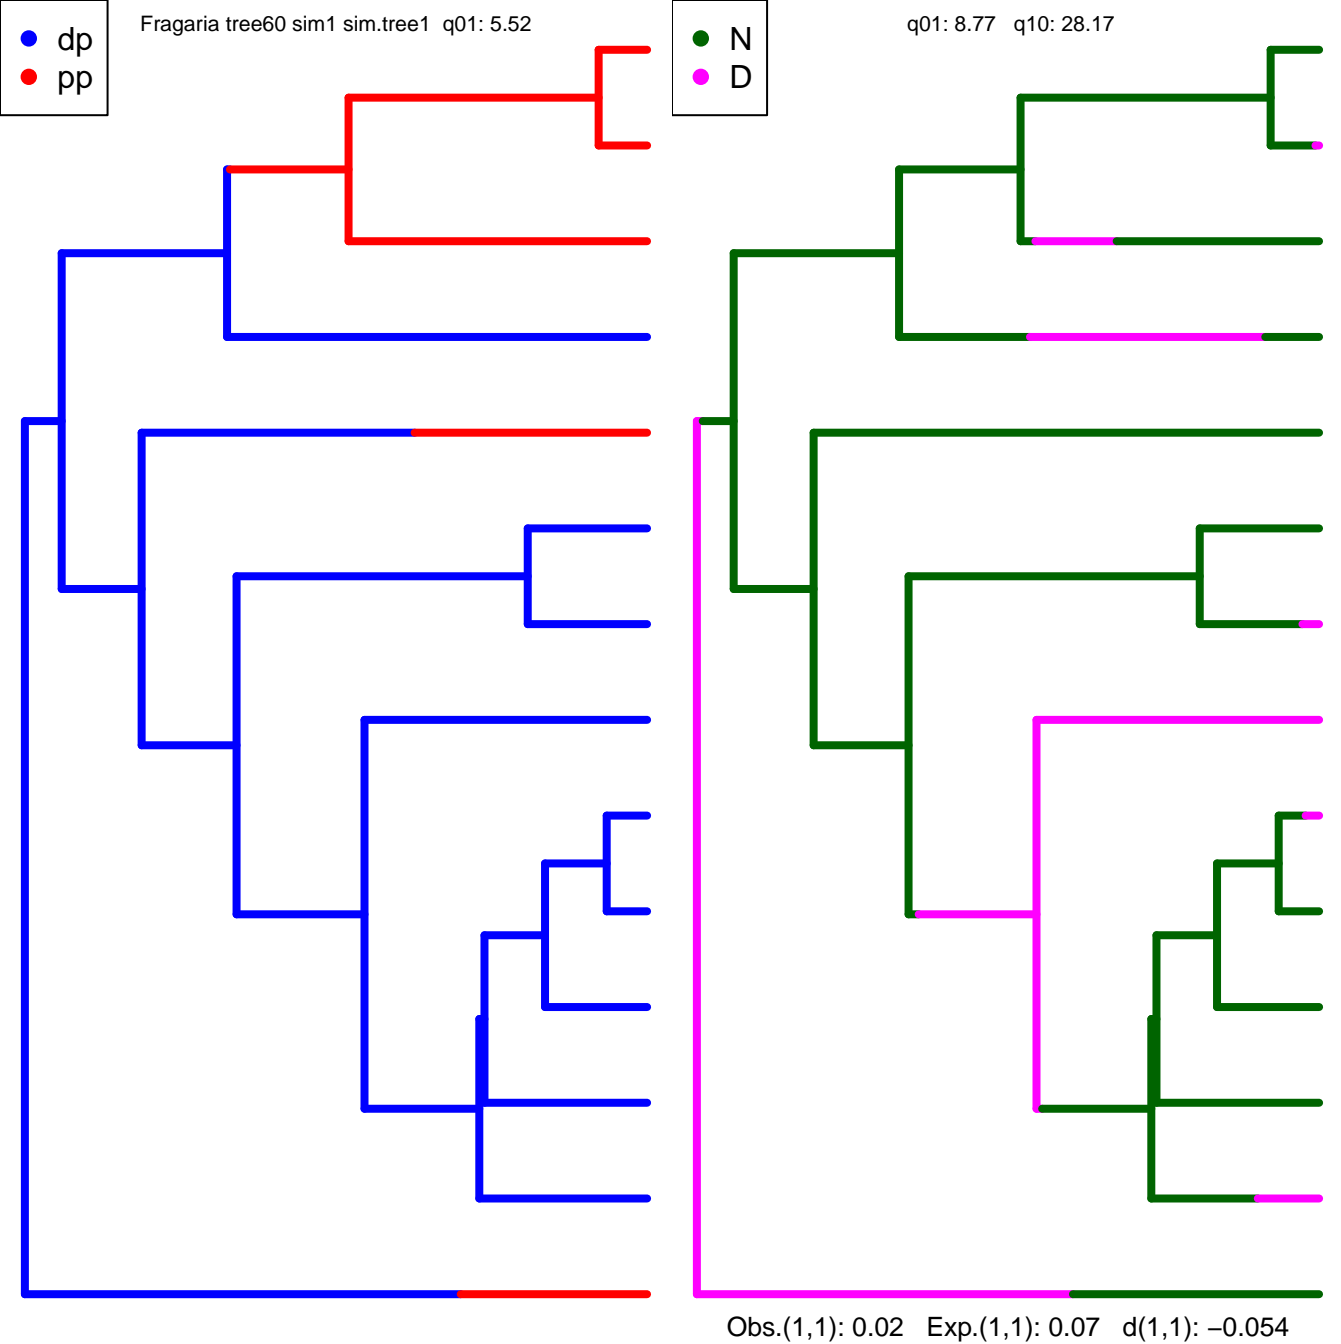 dp
pp
Fragaria tree60 sim1 sim.tree1 q01: 5.52
N
D
q01: 8.77 q10: 28.17
Obs.(1,1): 0.02 Exp.(1,1): 0.07 d(1,1): −0.054